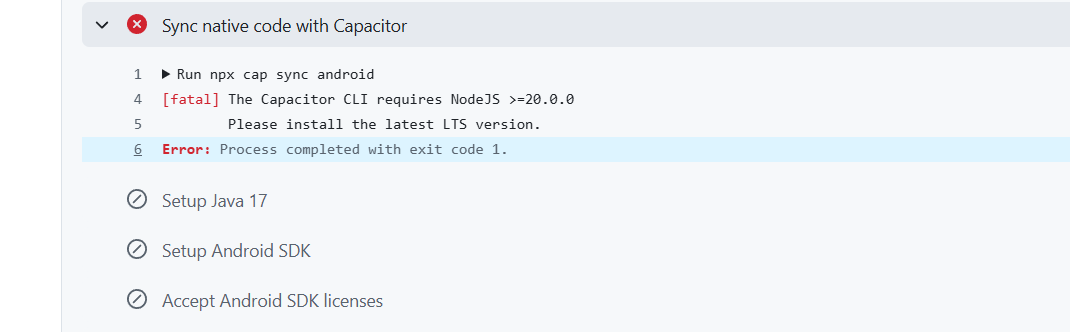 Sync native code with Capacitor
1 Run npx cap sync android
4 [fatal] The Capacitor CLI requires NodeJS >=20.0.0
5 Please install the latest LTS version.
6 Error: Process completed with exit code 1.
Setup Java 17
Setup Android SDK
Accept Android SDK licenses